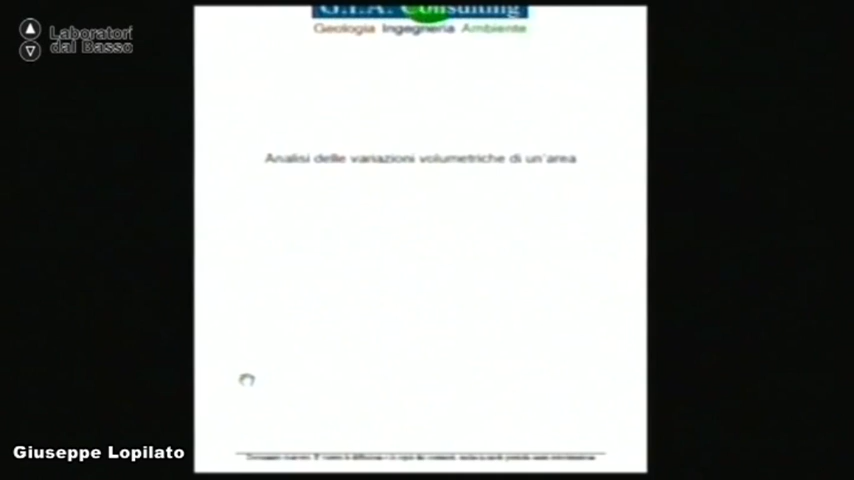 Laboratori
dal Basso
G.I.A. Consulting
Geologia Ingegneria Ambiente
Analisi delle variazioni volumetriche di un'area
Giuseppe Lopilato